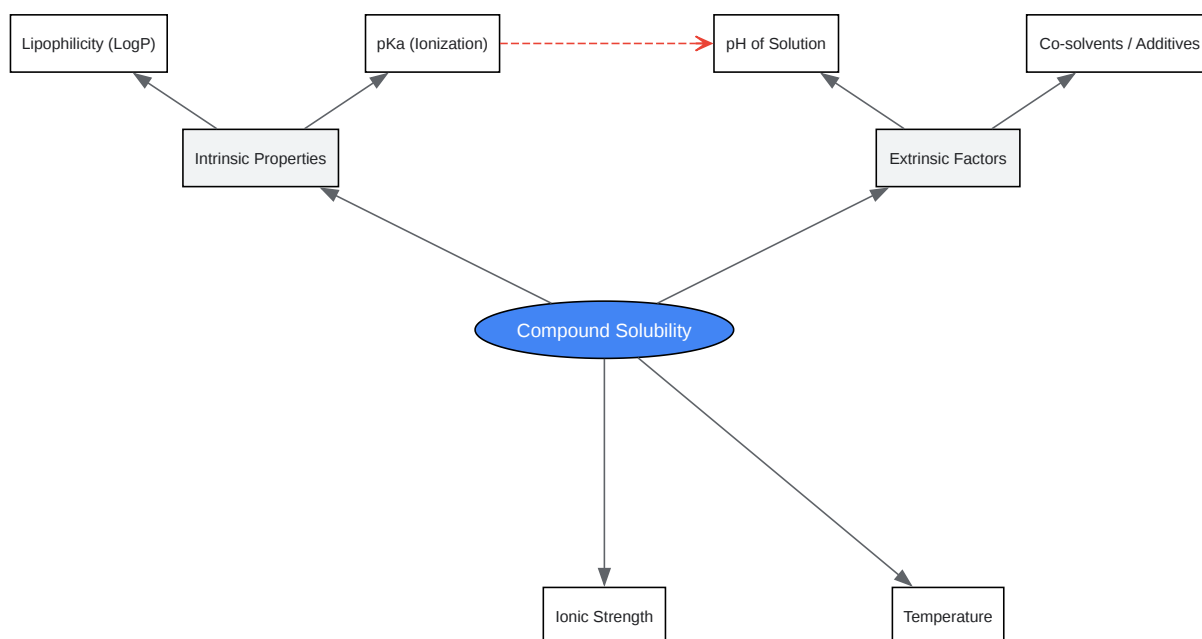 Lipophilicity (LogP)
pKa (Ionization)
pH of Solution
Co-solvents / Additives
Intrinsic Properties
Extrinsic Factors
Compound Solubility
Ionic Strength
Temperature